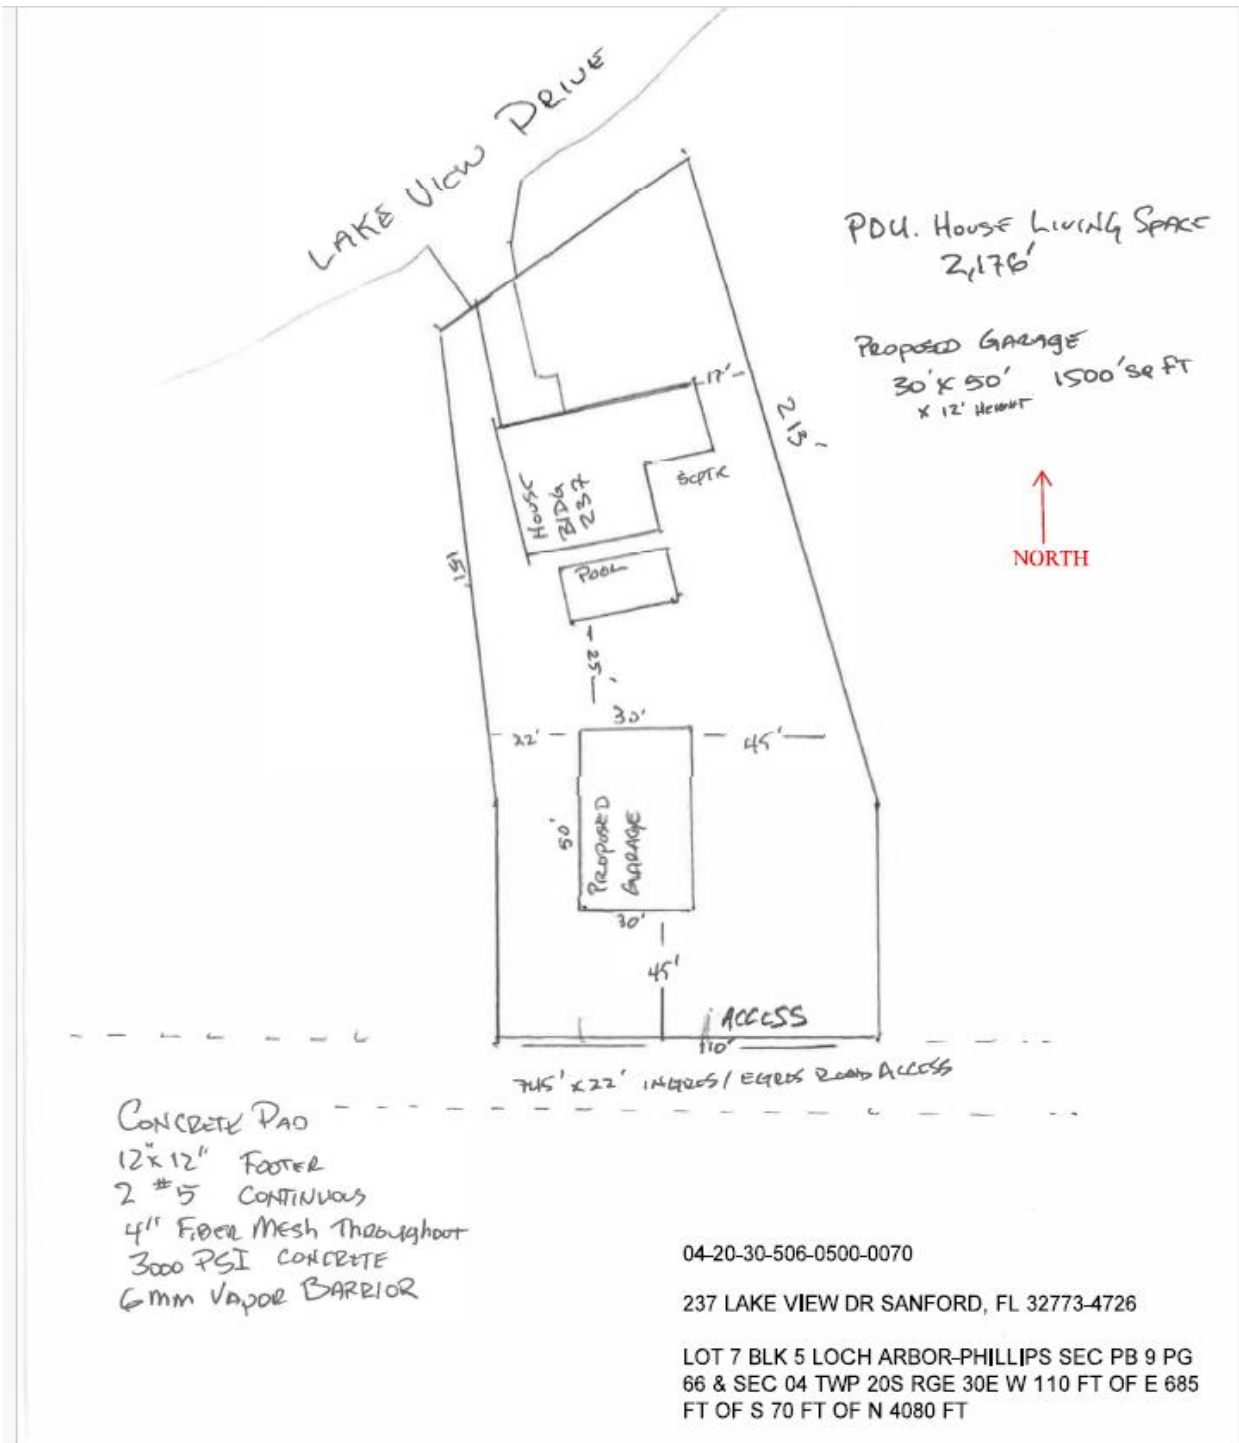 LAKE VIEW DRIVE
HOUSE LIVING SPACE
2,176'
PROPOSED GARAGE
30' x 50' 1500' SQ FT
x 12' HEIGHT
17'
213'
SEPTIC
HOUSE
BLDG
237
151'
POOL
NORTH
25'
30'
22'
45'
50'
PROPOSED
GARAGE
30'
45'
ACCESS
110'
745' x 22' INGRES / EGRES ROAD ACCESS
CONCRETE PAD
12" x 12" FOOTER
2 #5 CONTINUOUS
4" FIBER MESH THROUGHOUT
3000 PSI CONCRETE
6mm VAPOR BARRIOR
04-20-30-506-0500-0070
237 LAKE VIEW DR SANFORD, FL 32773-4726
LOT 7 BLK 5 LOCH ARBOR-PHILLIPS SEC PB 9 PG
66 & SEC 04 TWP 20S RGE 30E W 110 FT OF E 685
FT OF S 70 FT OF N 4080 FT